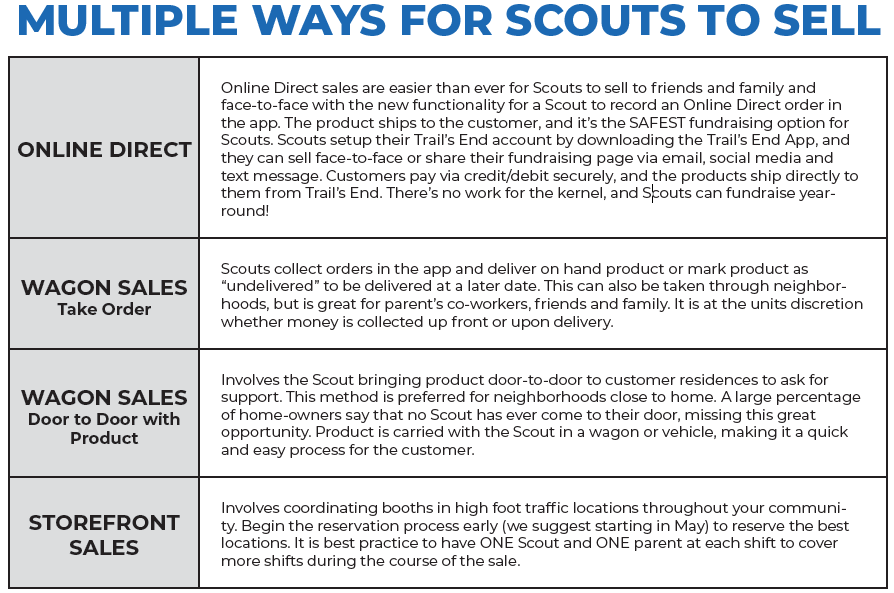 MULTIPLE WAYS FOR SCOUTS TO SELL
ONLINE DIRECT
Online Direct sales are easier than ever for Scouts to sell to friends and family and
face-to-face with the new functionality for a Scout to record an Online Direct order in
the app. The product ships to the customer, and it's the SAFEST fundraising option for
Scouts. Scouts setup their Trail's End account by downloading the Trail's End App, and
they can sell face-to-face or share their fundraising page via email, social media and
text message. Customers pay via credit/debit securely, and the products ship directly to
them from Trail's End. There's no work for the kernel, and Scouts can fundraise year-
round!
WAGON SALES
Take Order
Scouts collect orders in the app and deliver on hand product or mark product as
“undelivered” to be delivered at a later date. This can also be taken through neighbor-
hoods, but is great for parent's co-workers, friends and family. It is at the units discretion
whether money is collected up front or upon delivery.
WAGON SALES
Door to Door with
Product
Involves the Scout bringing product door-to-door to customer residences to ask for
support. This method is preferred for neighborhoods close to home. A large percentage
of home-owners say that no Scout has ever come to their door, missing this great
opportunity. Product is carried with the Scout in a wagon or vehicle, making it a quick
and easy process for the customer.
STOREFRONT
SALES
Involves coordinating booths in high foot traffic locations throughout your communi-
ty. Begin the reservation process early (we suggest starting in May) to reserve the best
locations. It is best practice to have ONE Scout and ONE parent at each shift to cover
more shifts during the course of the sale.